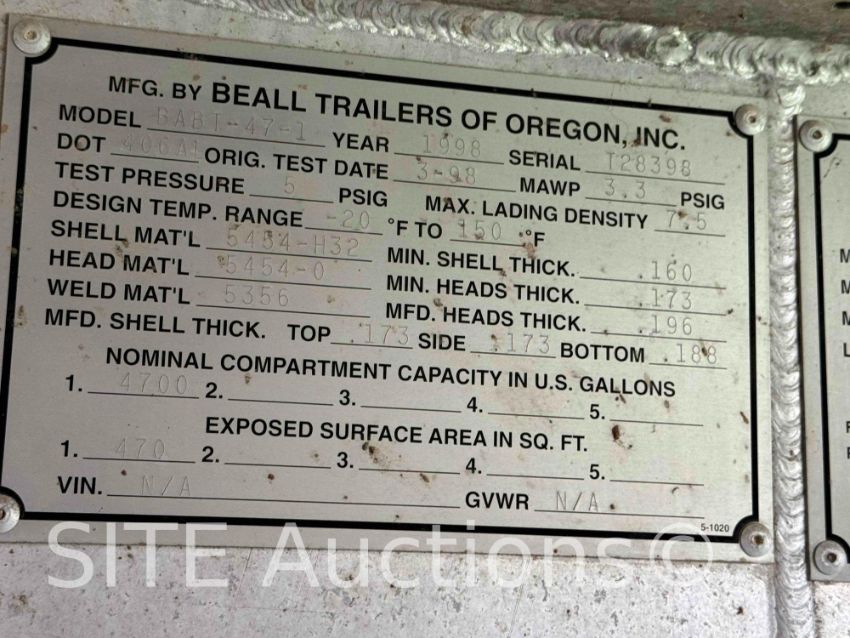 MFG. BY BEALL TRAILERS OF OREGON, INC.
MODEL BABT-47-1 YEAR 1998 SERIAL T28398
DOT 406AL ORIG. TEST DATE 3-98 MAWP 3.3 PSIG
TEST PRESSURE 5 PSIG MAX. LADING DENSITY 7.5
DESIGN TEMP. RANGE -20 °F TO 150 °F
SHELL MAT'L 5454-H32 MIN. SHELL THICK. .160
HEAD MAT'L 5454-0 MIN. HEADS THICK. .173
WELD MAT'L 5356 MFD. HEADS THICK. .196
MFD. SHELL THICK. TOP .173 SIDE .173 BOTTOM .188
NOMINAL COMPARTMENT CAPACITY IN U.S. GALLONS
1. 4700 2. 3. 4. 5.
EXPOSED SURFACE AREA IN SQ. FT.
1. 470 2. 3. 4. 5.
VIN. N/A GVWR N/A
5-1020
SITE Auctions©